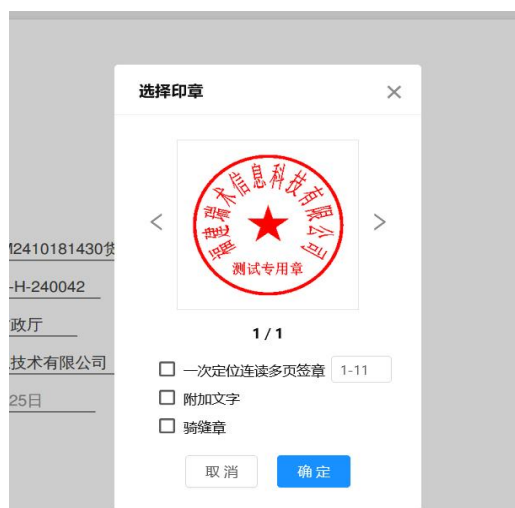 选择印章
福建瑞术信息科技有限公司
测试专用章
1 / 1
一次定位连读多页签章 1-11
附加文字
骑缝章
取消 确定
2410181430货
-H-240042
政厅
技术有限公司
25日